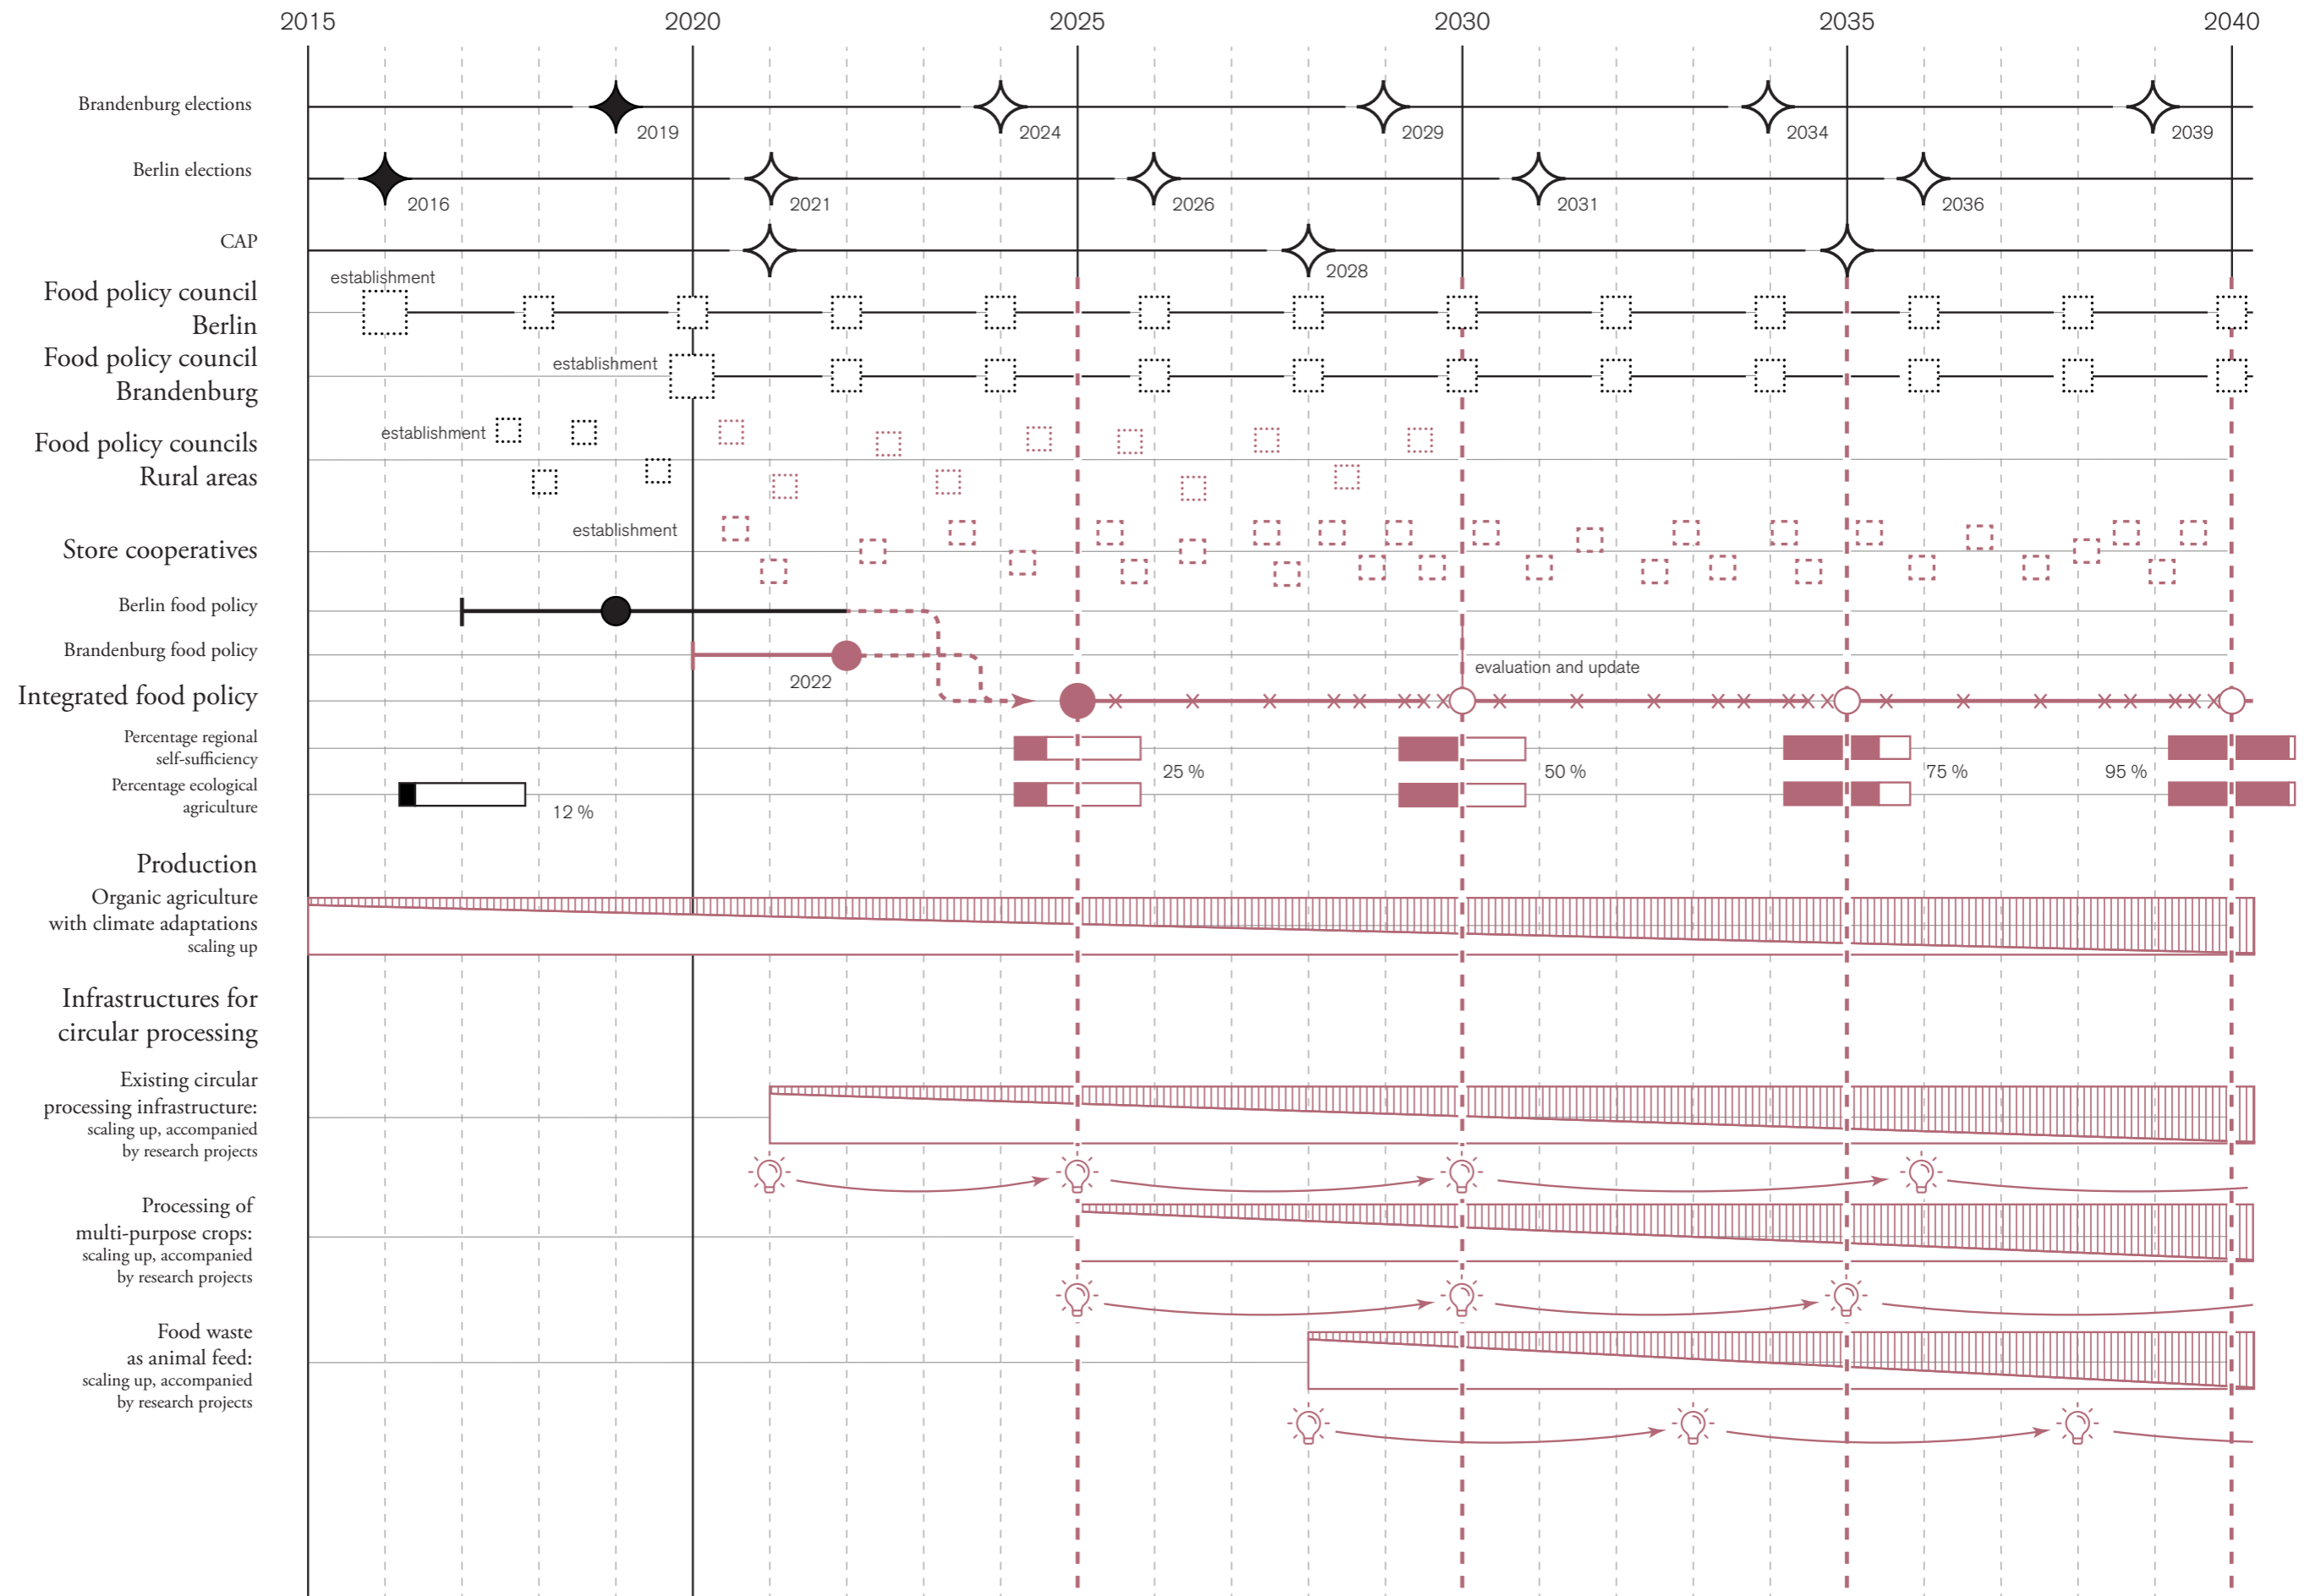 2015 2020 2025 2030 2035 2040
Brandenburg elections
2019 2024 2029 2034 2039
Berlin elections
2016 2021 2026 2031 2036
CAP
2028
establishment
Food policy council
Berlin
Food policy council
Brandenburg
establishment
Food policy councils
Rural areas
establishment
Store cooperatives
establishment
Berlin food policy
Brandenburg food policy
2022
evaluation and update
Integrated food policy
Percentage regional
self-sufficiency
25 % 50 % 75 % 95 %
Percentage ecological
agriculture
12 %
Production
Organic agriculture
with climate adaptations
scaling up
Infrastructures for
circular processing
Existing circular
processing infrastructure:
scaling up, accompanied
by research projects
Processing of
multi-purpose crops:
scaling up, accompanied
by research projects
Food waste
as animal feed:
scaling up, accompanied
by research projects